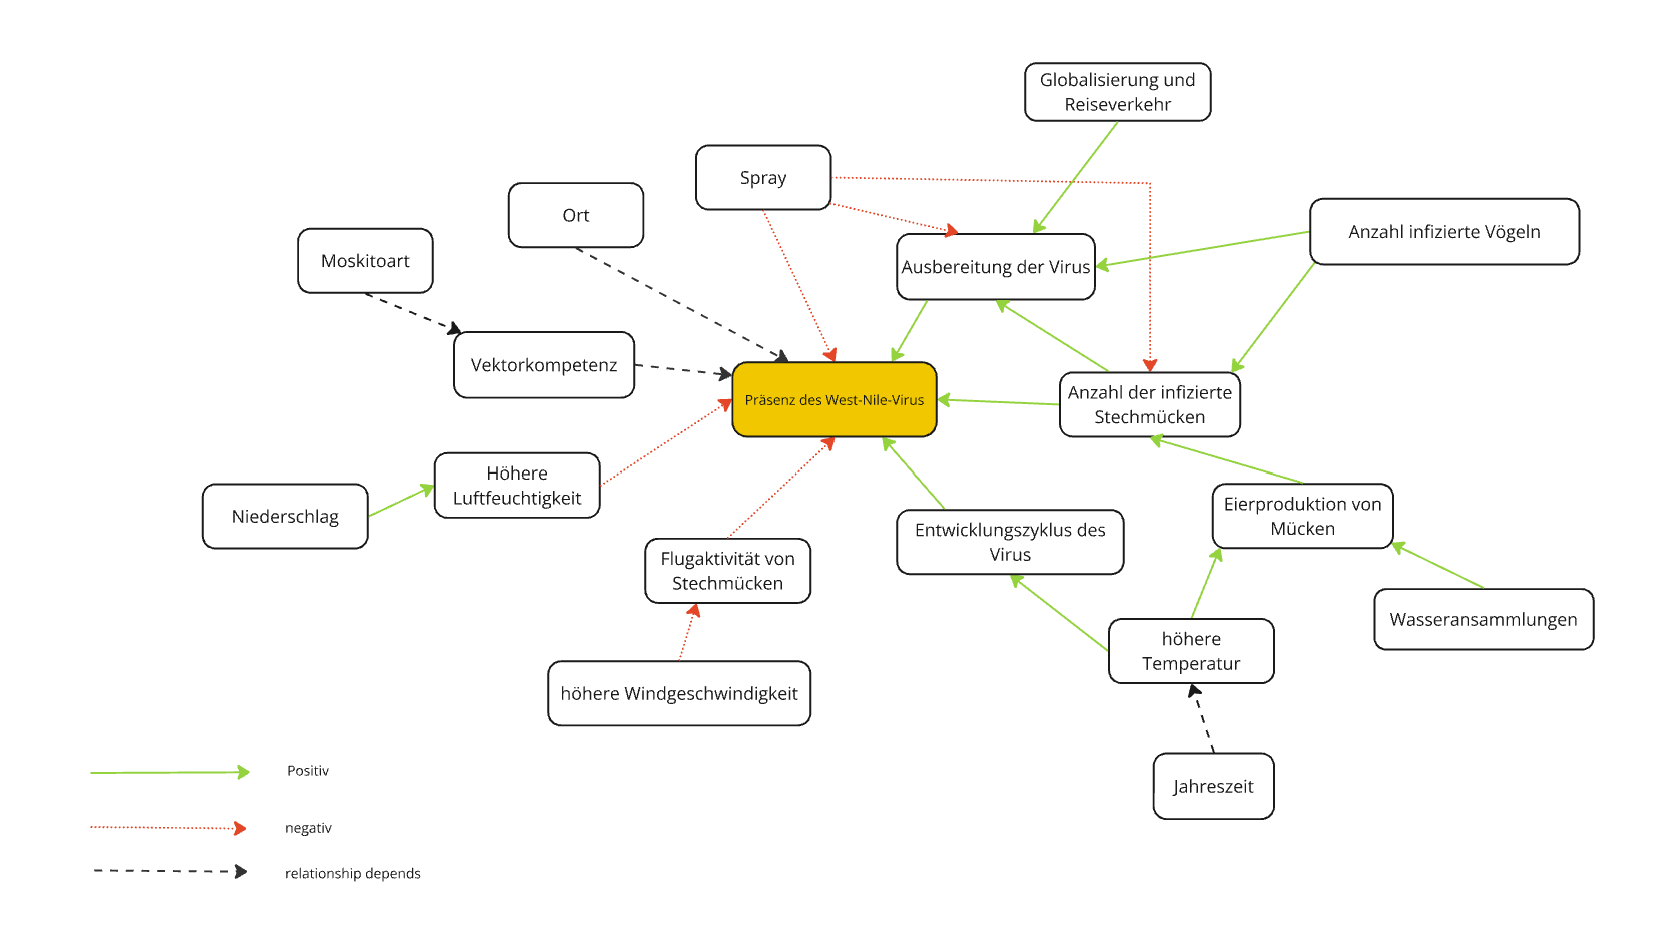 Globalisierung und
Reiseverkehr
Spray
Ort
Anzahl infizierte Vögeln
Moskitoart
Ausbereitung der Virus
Vektorkompetenz
Präsenz des West-Nile-Virus
Anzahl der infizierte
Stechmücken
Höhere
Luftfeuchtigkeit
Niederschlag
Eierproduktion von
Mücken
Entwicklungszyklus des
Virus
Flugaktivität von
Stechmücken
Wasseransammlungen
höhere
Temperatur
höhere Windgeschwindigkeit
Jahreszeit
Positiv
negativ
relationship depends